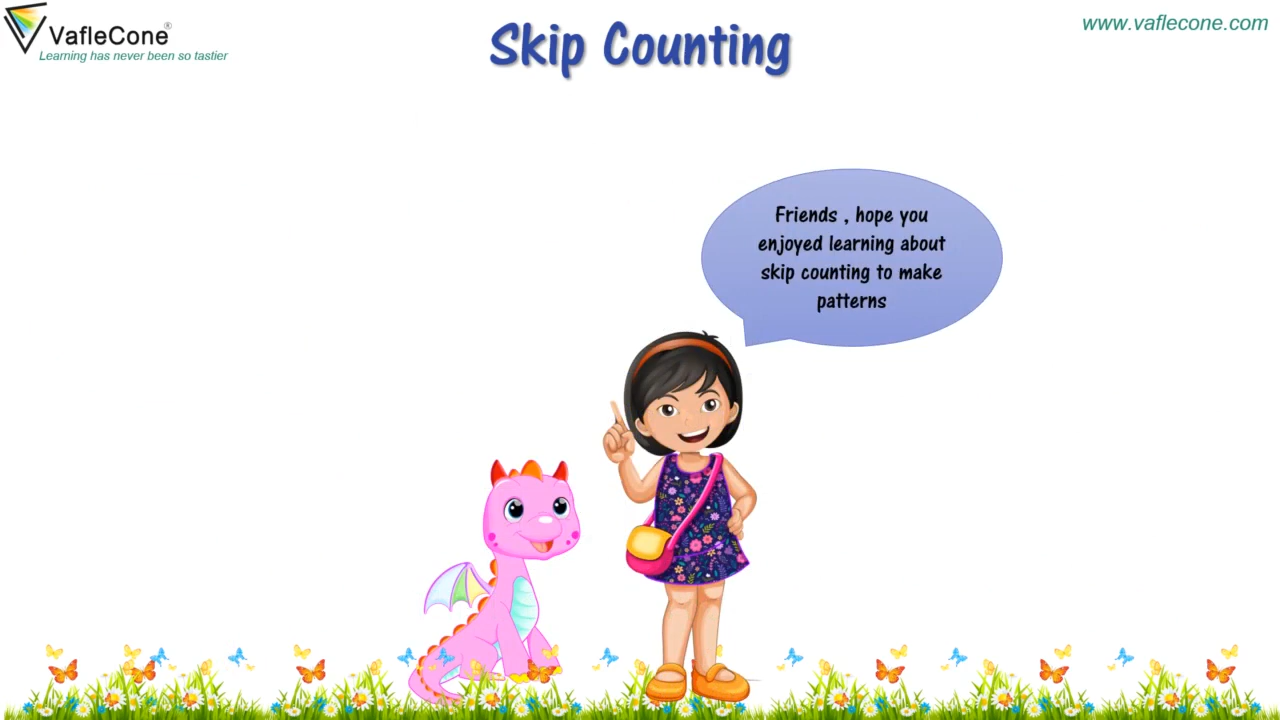 VafleCone®
Learning has never been so tastier
Skip Counting
www.vaflecone.com
Friends , hope you
enjoyed learning about
skip counting to make
patterns